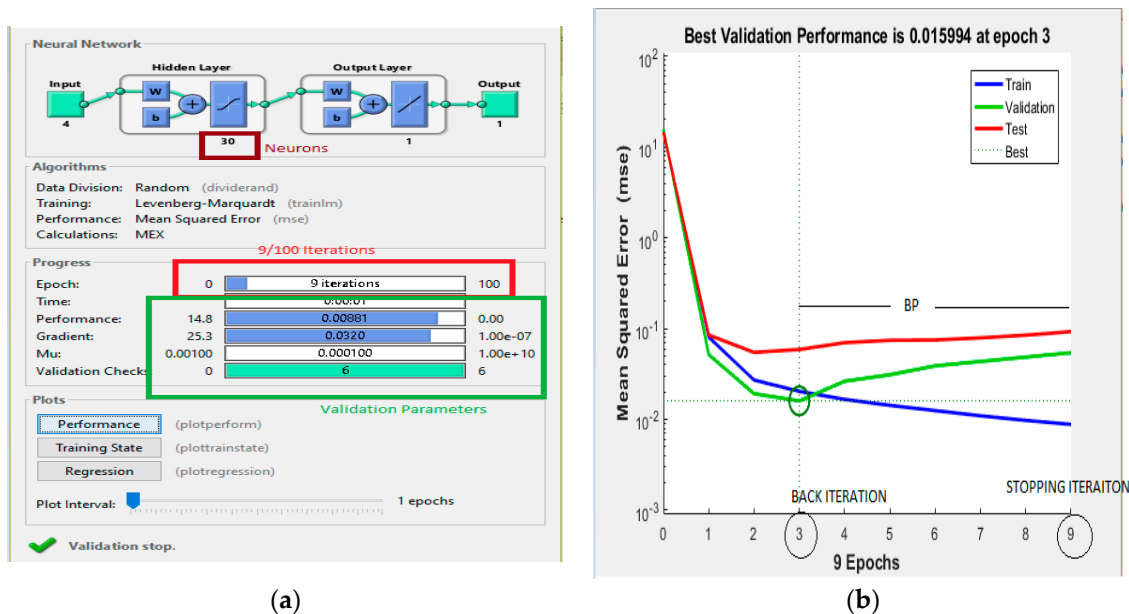 Neural Network
Hidden Layer
Output Layer
Input
Output
W
b
+
W
b
+
4
30
1
1
Neurons
Algorithms
Data Division: Random (dividerand)
Training: Levenberg-Marquardt (trainlm)
Performance: Mean Squared Error (mse)
Calculations: MEX
9/100 Iterations
Progress
Epoch: 0 9 iterations 100
Time: 0:00:01
Performance: 14.8 0.00881 0.00
Gradient: 25.3 0.0320 1.00e-07
Mu: 0.00100 0.000100 1.00e+10
Validation Check 0 6 6
Validation Parameters
Plots
Performance (plotperform)
Training State (plottrainstate)
Regression (plotregression)
Plot Interval: 1 epochs
Validation stop.
(a)
Best Validation Performance is 0.015994 at epoch 3
Mean Squared Error (mse)
10^2
10^1
10^0
10^-1
10^-2
10^-3
Train
Validation
Test
Best
BP
BACK ITERATION
STOPPING ITERAITON
0 1 2 3 4 5 6 7 8 9
9 Epochs
(b)